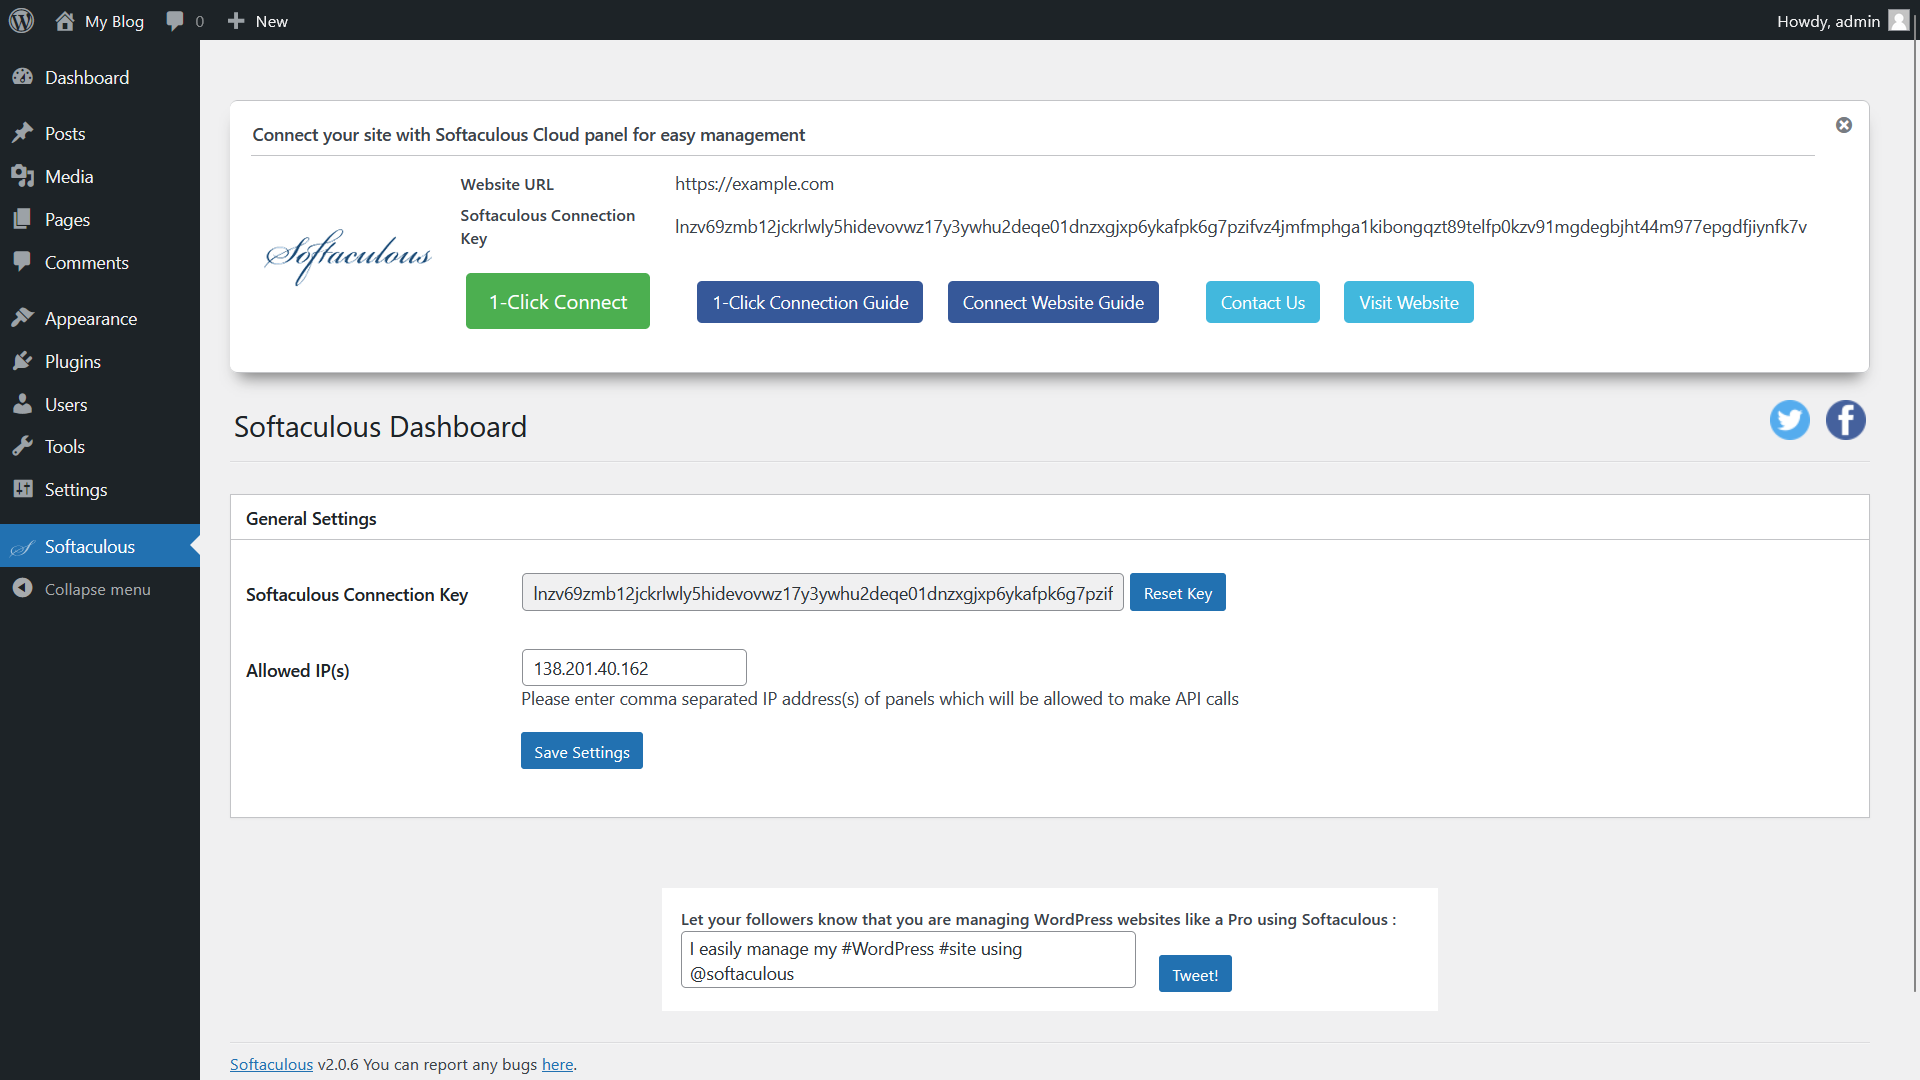 My Blog 0 New Howdy, admin
Dashboard
Posts
Media
Pages
Comments
Appearance
Plugins
Users
Tools
Settings
Softaculous
Collapse menu
Connect your site with Softaculous Cloud panel for easy management
Softaculous
Website URL https://example.com
Softaculous Connection
Key
lnzv69zmb12jckrlwly5hidevovwz17y3ywhu2deqe01dnzxgjxp6ykafpk6g7pzifvz4jmfmphga1kibongqzt89telfp0kzv91mgdegbjht44m977epgdfjiynfk7v
1-Click Connect 1-Click Connection Guide Connect Website Guide Contact Us Visit Website
Softaculous Dashboard
General Settings
Softaculous Connection Key lnzv69zmb12jckrlwly5hidevovwz17y3ywhu2deqe01dnzxgjxp6ykafpk6g7pzif Reset Key
Allowed IP(s) 138.201.40.162
Please enter comma separated IP address(s) of panels which will be allowed to make API calls
Save Settings
Let your followers know that you are managing WordPress websites like a Pro using Softaculous :
I easily manage my #WordPress #site using
@softaculous
Tweet!
Softaculous v2.0.6 You can report any bugs here.